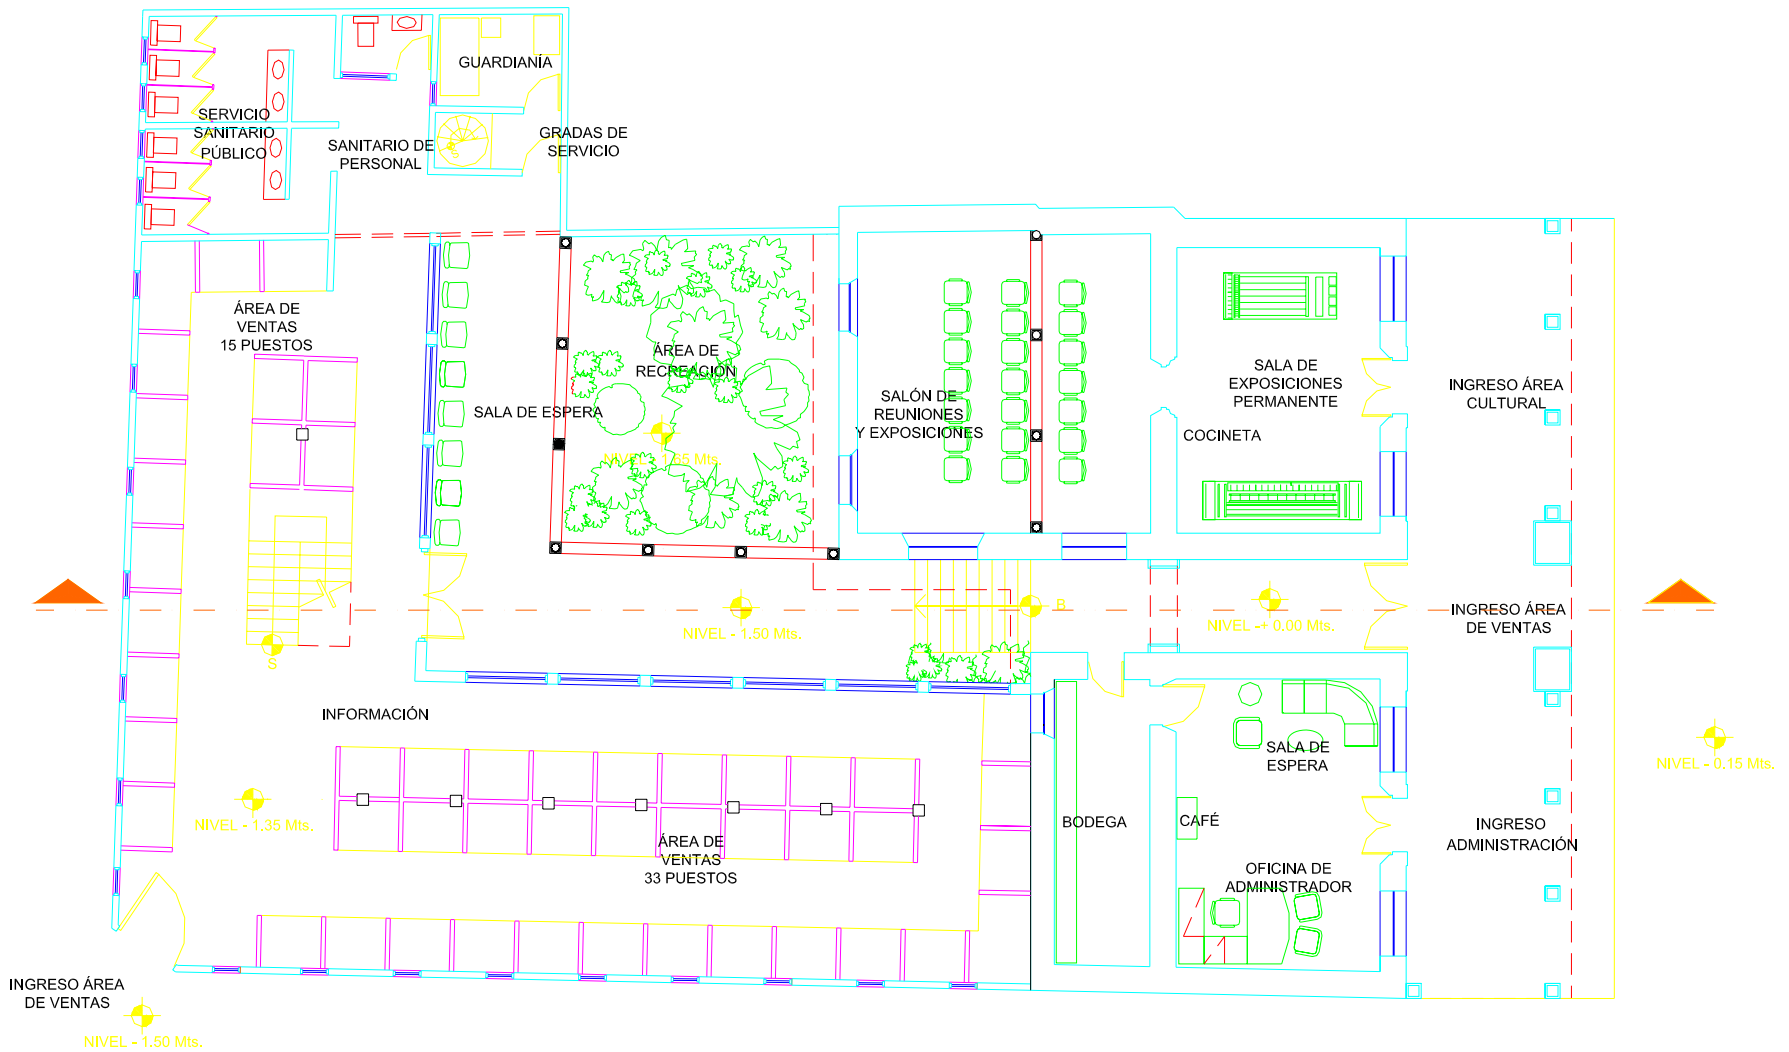 GUARDIANÍA
SERVICIO
SANITARIO
PÚBLICO
SANITARIO DE
PERSONAL
GRADAS DE
SERVICIO
ÁREA DE
VENTAS
15 PUESTOS
SALA DE ESPERA
ÁREA DE
RECREACIÓN
NIVEL - 1.65 Mts.
SALÓN DE
REUNIONES
Y EXPOSICIONES
SALA DE
EXPOSICIONES
PERMANENTE
COCINETA
INGRESO ÁREA
CULTURAL
S
NIVEL - 1.50 Mts.
B
NIVEL -+ 0.00 Mts.
INGRESO ÁREA
DE VENTAS
INFORMACIÓN
NIVEL - 1.35 Mts.
ÁREA DE
VENTAS
33 PUESTOS
BODEGA
CAFÉ
SALA DE
ESPERA
OFICINA DE
ADMINISTRADOR
INGRESO
ADMINISTRACIÓN
NIVEL - 0.15 Mts.
INGRESO ÁREA
DE VENTAS
NIVEL - 1.50 Mts.